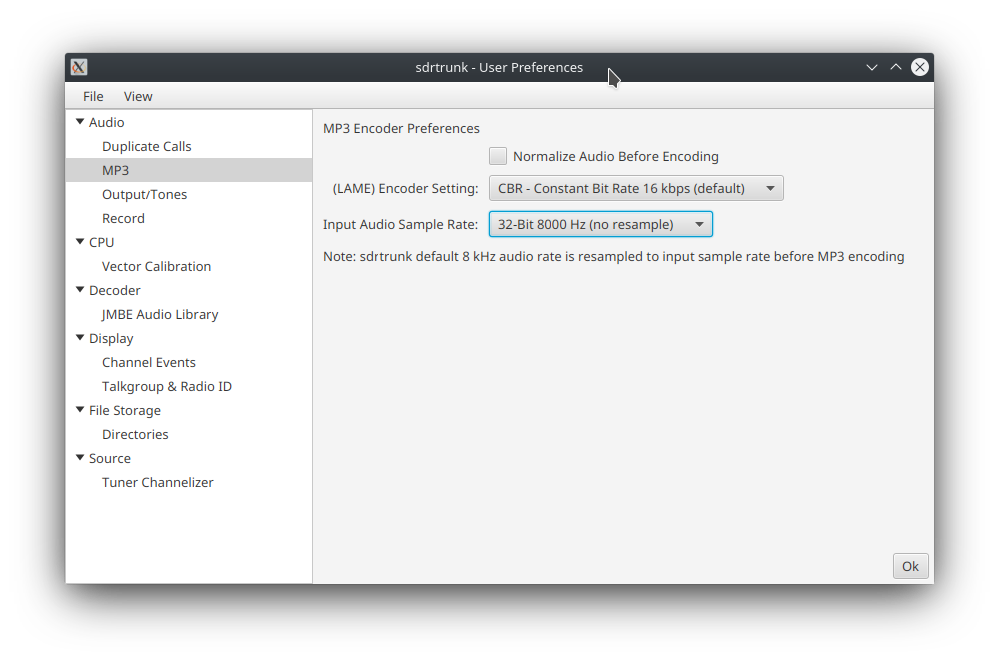 sdrtrunk - User Preferences
File View
Audio
Duplicate Calls
MP3
Output/Tones
Record
CPU
Vector Calibration
Decoder
JMBE Audio Library
Display
Channel Events
Talkgroup & Radio ID
File Storage
Directories
Source
Tuner Channelizer
MP3 Encoder Preferences
Normalize Audio Before Encoding
(LAME) Encoder Setting: CBR - Constant Bit Rate 16 kbps (default)
Input Audio Sample Rate: 32-Bit 8000 Hz (no resample)
Note: sdrtrunk default 8 kHz audio rate is resampled to input sample rate before MP3 encoding
Ok